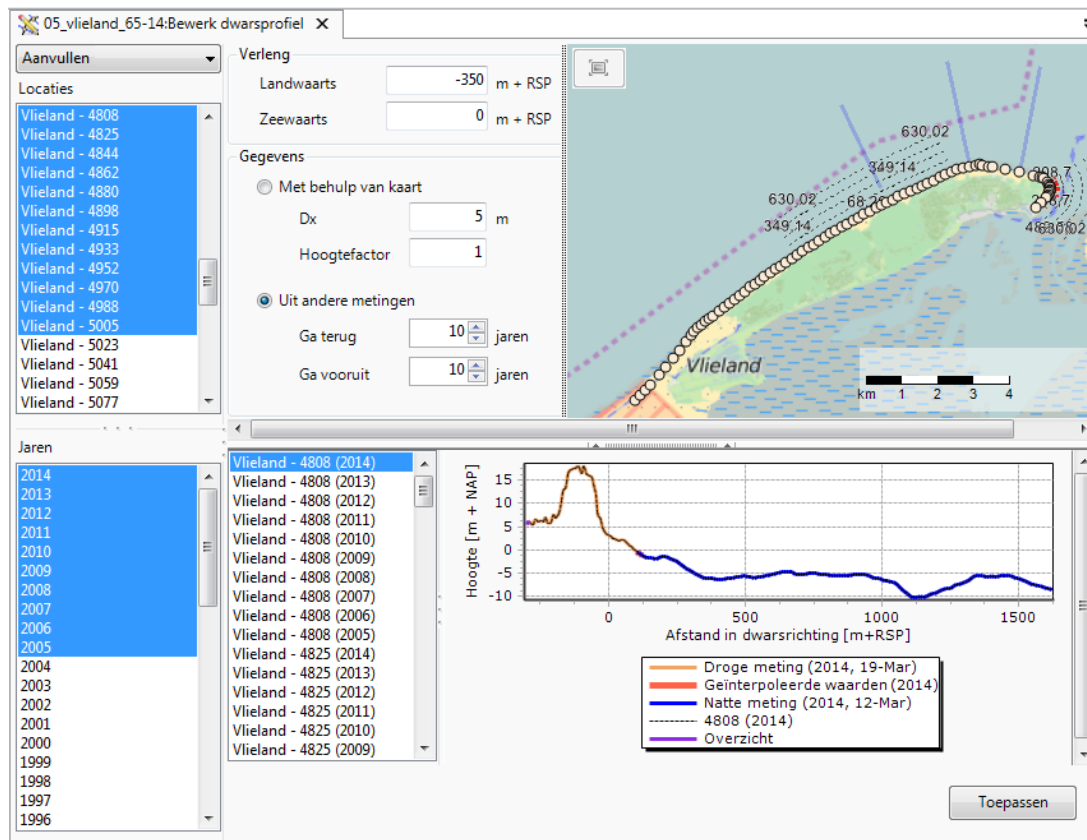 05_vlieland_65-14:Bewerk dwarsprofiel
Aanvullen
Locaties
Vlieland - 4808
Vlieland - 4825
Vlieland - 4844
Vlieland - 4862
Vlieland - 4880
Vlieland - 4898
Vlieland - 4915
Vlieland - 4933
Vlieland - 4952
Vlieland - 4970
Vlieland - 4988
Vlieland - 5005
Vlieland - 5023
Vlieland - 5041
Vlieland - 5059
Vlieland - 5077
Verleng
Landwaarts -350 m + RSP
Zeewaarts 0 m + RSP
Gegevens
Met behulp van kaart
Dx 5 m
Hoogtefactor 1
Uit andere metingen
Ga terug 10 jaren
Ga vooruit 10 jaren
630,02
349,14
630,02
349,14
630,02
Vlieland
km 1 2 3 4
Jaren
2014
2013
2012
2011
2010
2009
2008
2007
2006
2005
2004
2003
2002
2001
2000
1999
1998
1997
1996
Vlieland - 4808 (2014)
Vlieland - 4808 (2013)
Vlieland - 4808 (2012)
Vlieland - 4808 (2011)
Vlieland - 4808 (2010)
Vlieland - 4808 (2009)
Vlieland - 4808 (2008)
Vlieland - 4808 (2007)
Vlieland - 4808 (2006)
Vlieland - 4808 (2005)
Vlieland - 4825 (2014)
Vlieland - 4825 (2013)
Vlieland - 4825 (2012)
Vlieland - 4825 (2011)
Vlieland - 4825 (2010)
Vlieland - 4825 (2009)
Hoogte [m + NAP]
15
10
5
0
-5
-10
0 500 1000 1500
Afstand in dwarsrichting [m+RSP]
Droge meting (2014, 19-Mar)
Geïnterpoleerde waarden (2014)
Natte meting (2014, 12-Mar)
4808 (2014)
Overzicht
Toepassen